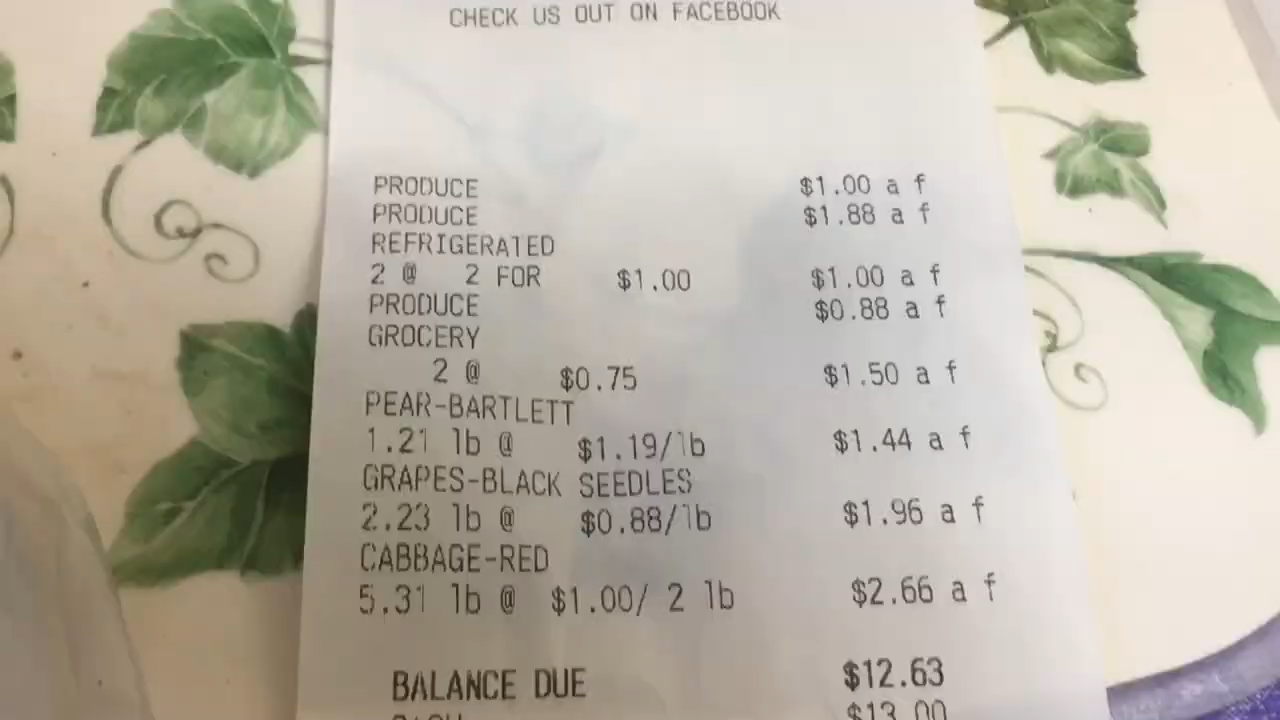 CHECK US OUT ON FACEBOOK
PRODUCE $1.00 a f
PRODUCE $1.88 a f
REFRIGERATED
2 @ 2 FOR $1.00 $1.00 a f
PRODUCE $0.88 a f
GROCERY
2 @ $0.75 $1.50 a f
PEAR-BARTLETT
1.21 lb @ $1.19/lb $1.44 a f
GRAPES-BLACK SEEDLES
2.23 lb @ $0.88/lb $1.96 a f
CABBAGE-RED
5.31 lb @ $1.00/ 2 lb $2.66 a f
BALANCE DUE $12.63
$13.00